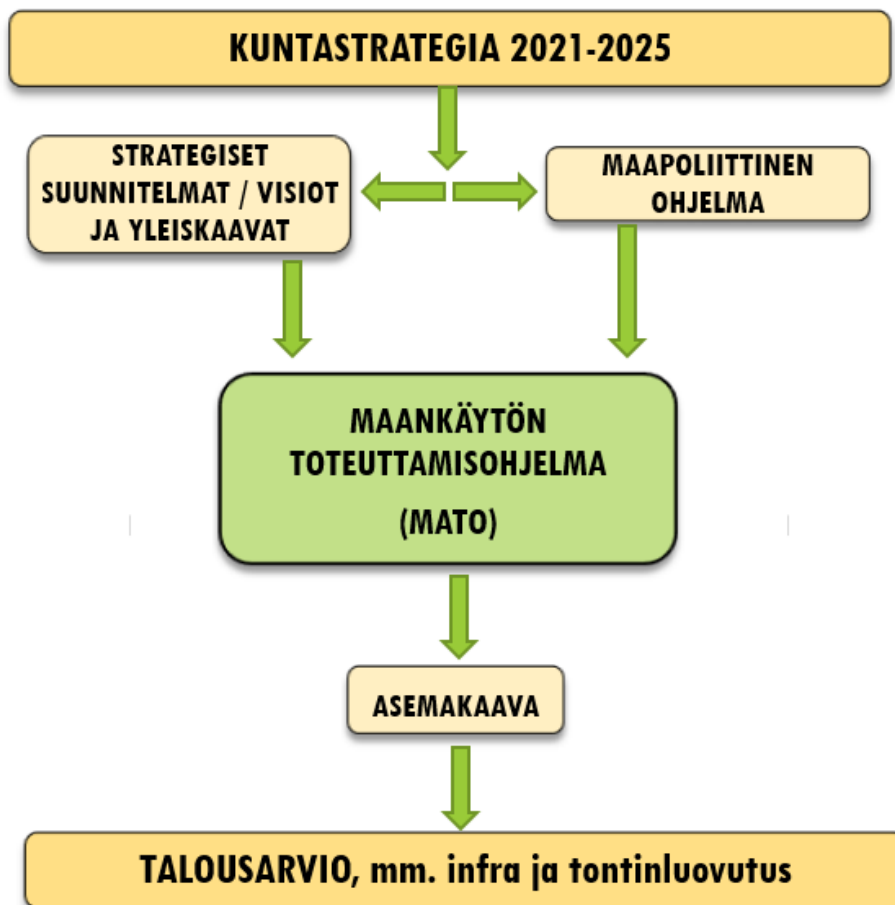 KUNTASTRATEGIA 2021-2025
STRATEGISET
SUUNNITELMAT / VISIOT
JA YLEISKAAVAT
MAAPOLIITTINEN
OHJELMA
MAANKÄYTÖN
TOTEUTTAMISOHJELMA
(MATO)
ASEMAKAAVA
TALOUSARVIO, mm. infra ja tontinluovutus